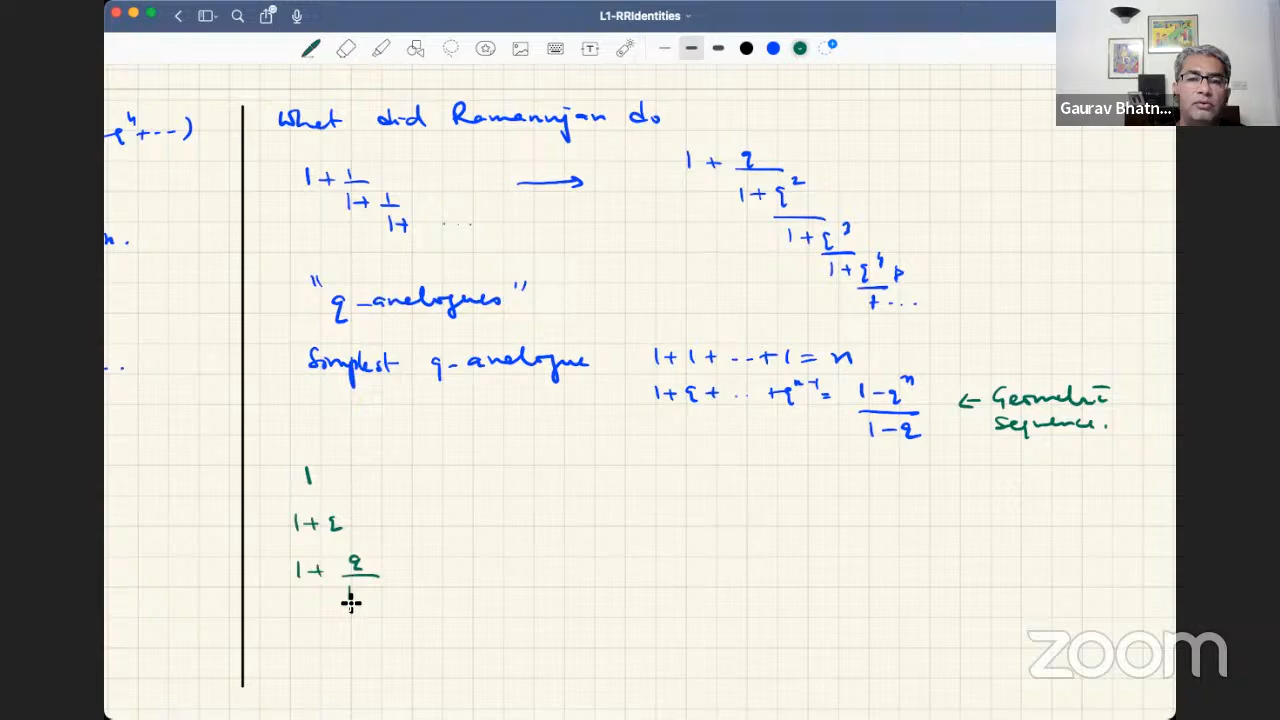 L1-RRIdentities
Gaurav Bhatn...
q⁴+---)
What did Ramanujan do
1 + 1/1+ 1/1+ ... → 1 + q/1+ q²/1+ q³/1+ q⁴/+ ...
n.
"q-analogues"
Simplest q-analogue 1+1+ --+1 = n
1+q+ .. +qⁿ⁻¹ = 1-qⁿ/1-q ← Geometric
sequence.
1
1+q
1+ q/1
zoom